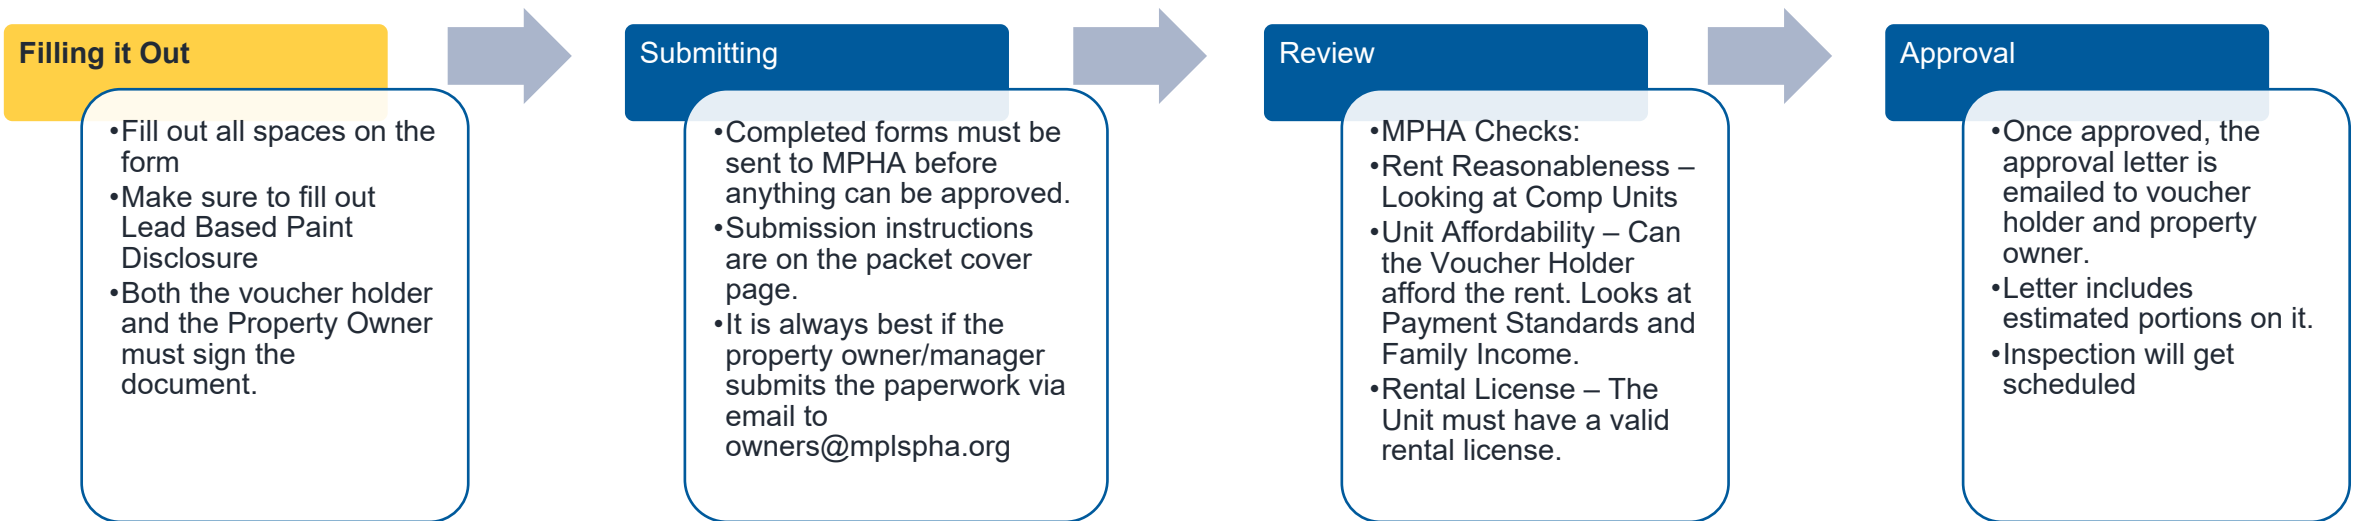 Filling it Out
•Fill out all spaces on the
form
•Make sure to fill out
Lead Based Paint
Disclosure
•Both the voucher holder
and the Property Owner
must sign the
document.
Submitting
•Completed forms must be
sent to MPHA before
anything can be approved.
•Submission instructions
are on the packet cover
page.
•It is always best if the
property owner/manager
submits the paperwork via
email to
owners@mplspha.org
Review
•MPHA Checks:
•Rent Reasonableness –
Looking at Comp Units
•Unit Affordability – Can
the Voucher Holder
afford the rent. Looks at
Payment Standards and
Family Income.
•Rental License – The
Unit must have a valid
rental license.
Approval
•Once approved, the
approval letter is
emailed to voucher
holder and property
owner.
•Letter includes
estimated portions on it.
•Inspection will get
scheduled